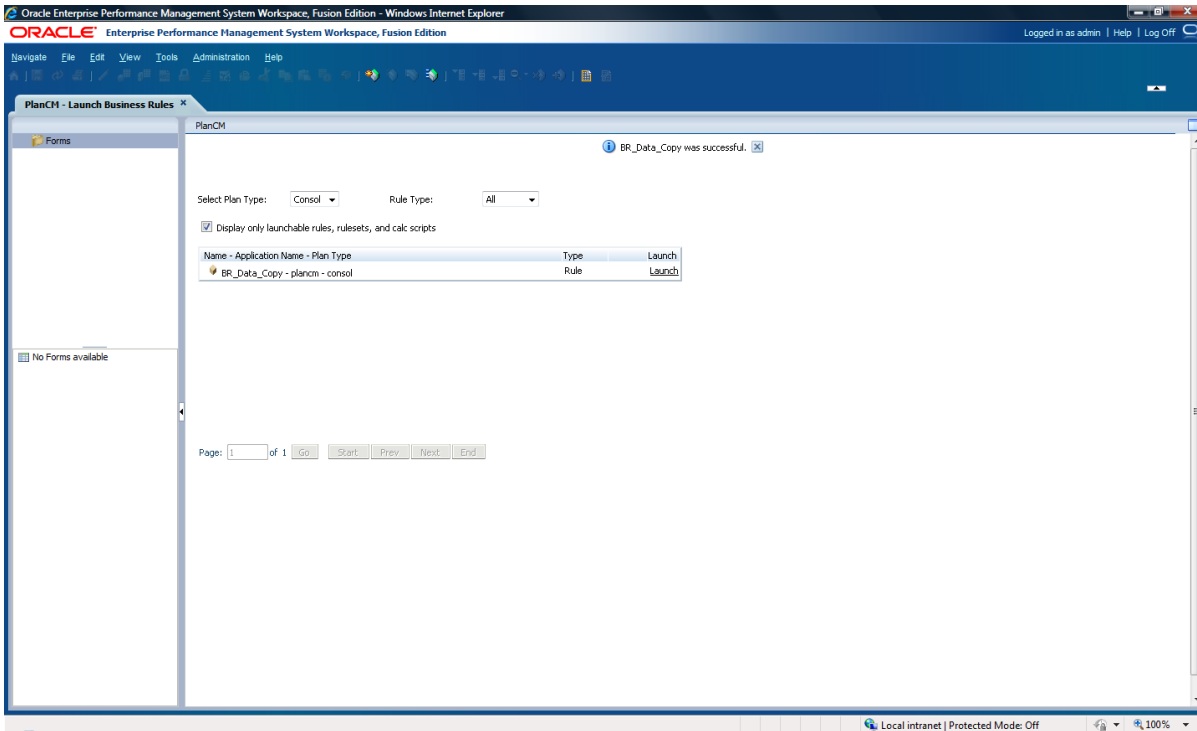 Oracle Enterprise Performance Management System Workspace, Fusion Edition - Windows Internet Explorer
ORACLE Enterprise Performance Management System Workspace, Fusion Edition
Logged in as admin | Help | Log Off
Navigate File Edit View Tools Administration Help
PlanCM - Launch Business Rules
Forms
PlanCM
BR_Data_Copy was successful.
Select Plan Type: Consol Rule Type: All
Display only launchable rules, rulesets, and calc scripts
Name - Application Name - Plan Type Type Launch
BR_Data_Copy - plancm - consol Rule Launch
No Forms available
Page: 1 of 1 Go Start Prev Next End
Local intranet | Protected Mode: Off 100%